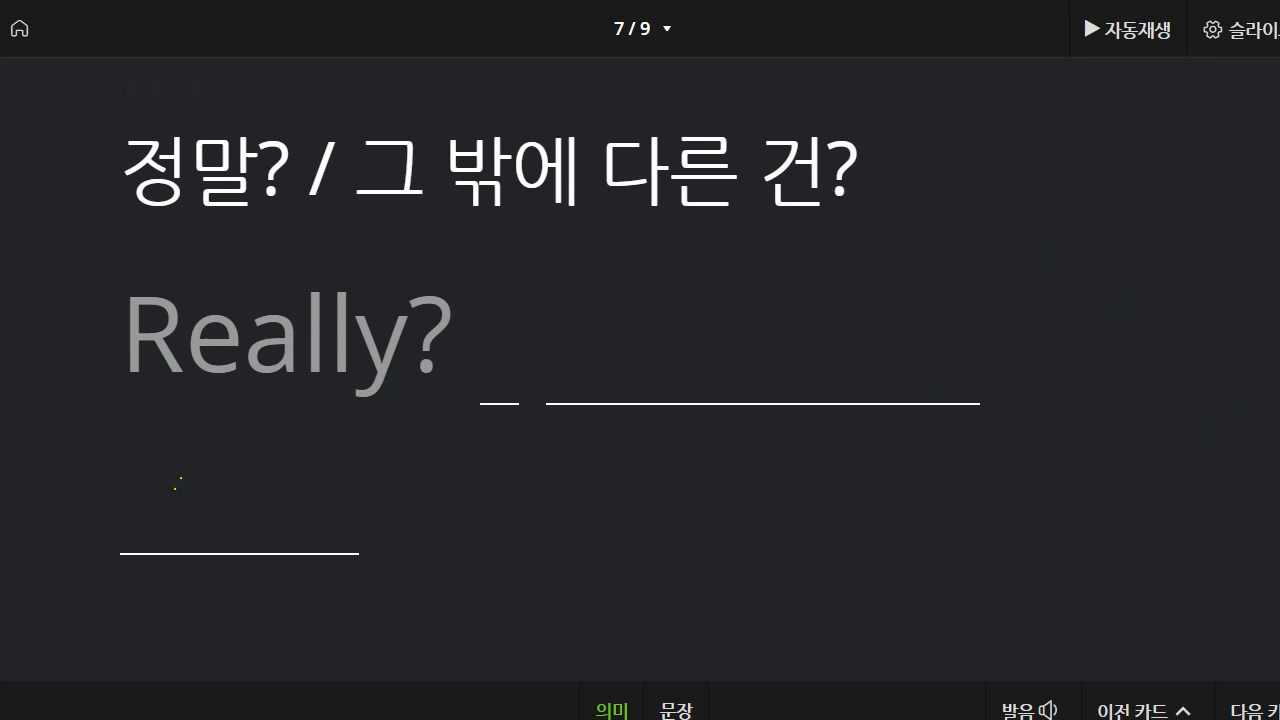 7 / 9
자동재생
정말? / 그 밖에 다른 건?
Really?
의미
문장
발음
이전 카드